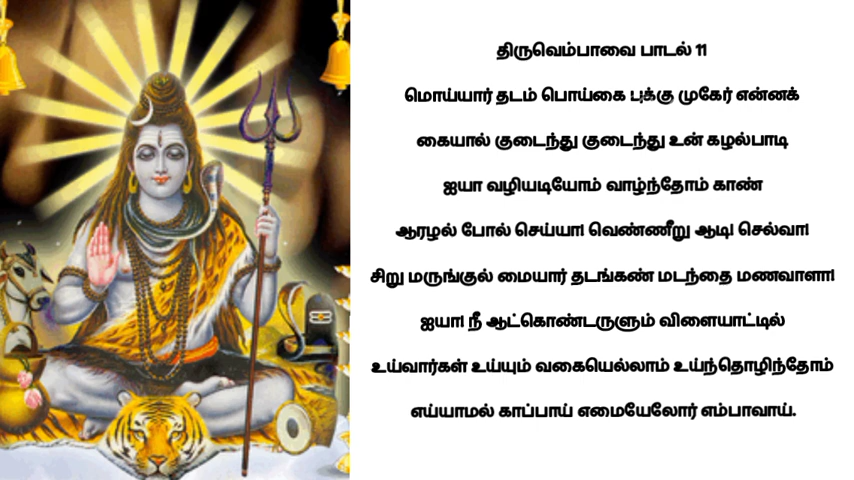 திருவெம்பாவை பாடல் 11
மொய்யார் தடம் பொய்கை புக்கு முகேர் என்னக்
கையால் குடைந்து குடைந்து உன் கழல்பாடி
ஐயா வழியடியோம் வாழ்ந்தோம் காண்
ஆரழல் போல் செய்யா! வெண்ணீறு ஆடி! செல்வா!
சிறு மருங்குல் மையார் தடங்கண் மடந்தை மணவாளா!
ஐயா! நீ ஆட்கொண்டருளும் விளையாட்டில்
உய்வார்கள் உய்யும் வகையெல்லாம் உய்ந்தொழிந்தோம்
எய்யாமல் காப்பாய் எமையேலோர் எம்பாவாய்.